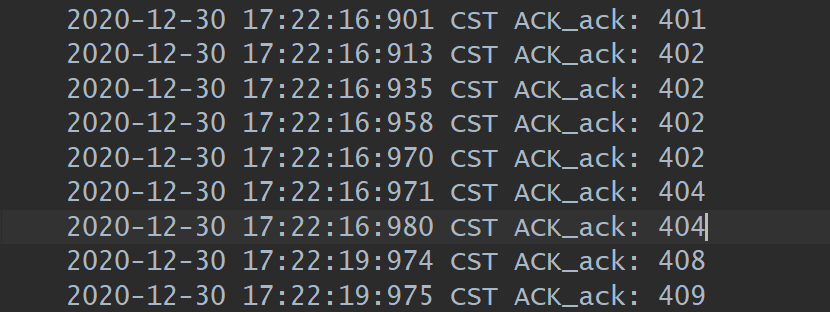 2020-12-30 17:22:16:901 CST ACK_ack: 401
2020-12-30 17:22:16:913 CST ACK_ack: 402
2020-12-30 17:22:16:935 CST ACK_ack: 402
2020-12-30 17:22:16:958 CST ACK_ack: 402
2020-12-30 17:22:16:970 CST ACK_ack: 402
2020-12-30 17:22:16:971 CST ACK_ack: 404
2020-12-30 17:22:16:980 CST ACK_ack: 404
2020-12-30 17:22:19:974 CST ACK_ack: 408
2020-12-30 17:22:19:975 CST ACK_ack: 409